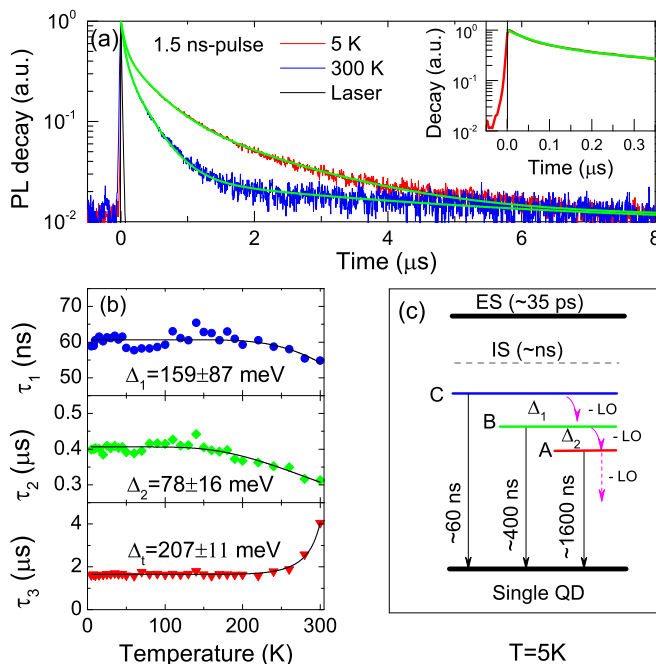 (a)
1.5 ns-pulse
5 K
300 K
Laser
PL decay (a.u.)
10⁰
10⁻¹
10⁻²
0 2 4 6 8
Time (μs)
Decay (a.u.)
10⁰
10⁻¹
10⁻²
0.0 0.1 0.2 0.3
Time (μs)
(b)
τ₁ (ns)
70
60
50
Δ₁=159±87 meV
τ₂ (μs)
0.5
0.4
0.3
Δ₂=78±16 meV
τ₃ (μs)
4
2
0
Δₜ=207±11 meV
0 100 200 300
Temperature (K)
(c)
ES (~35 ps)
IS (~ns)
C
Δ₁
- LO
B
Δ₂
- LO
A
- LO
~60 ns
~400 ns
~1600 ns
Single QD
T=5K